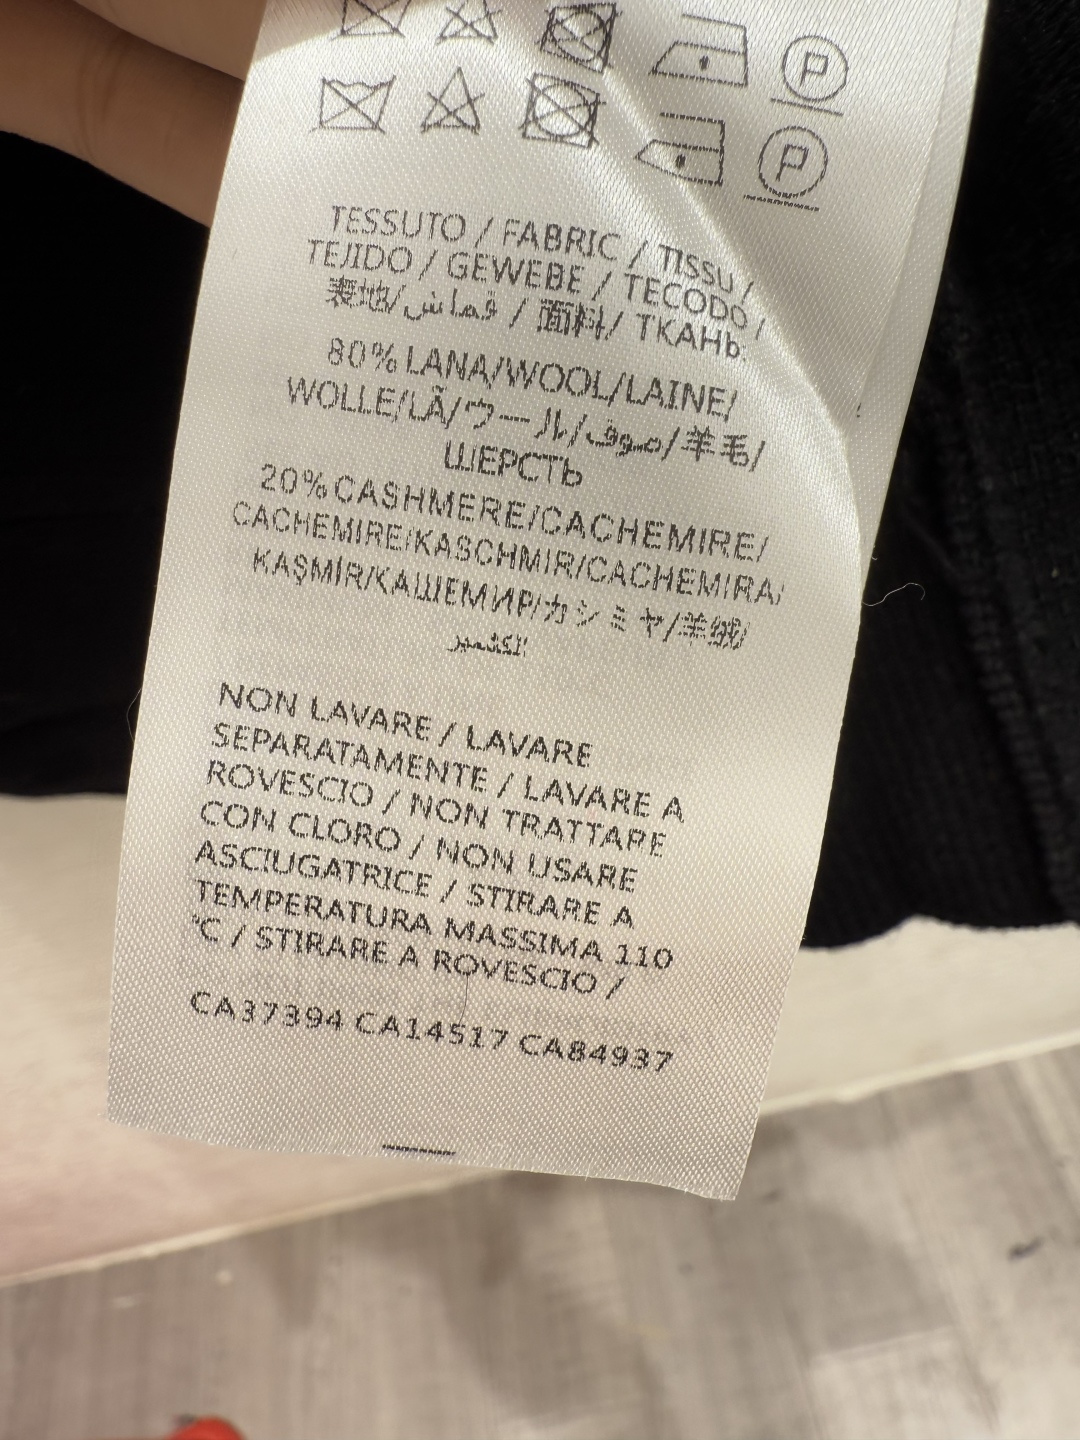 P
P
TESSUTO / FABRIC / TISSU /
TEJIDO / GEWEBE / TECODO /
表地/قماش / 面料/ ТКАНЬ:
80% LANA/WOOL/LAINE/
WOLLE/LÃ/ウール/صوف/羊毛/
ШЕРСТЬ
20%CASHMERE/CACHEMIRE/
CACHEMIRE/KASCHMIR/CACHEMIRA/
KAŞMİR/КАШЕМИР/カシミヤ/羊绒/
الكشمير
NON LAVARE / LAVARE
SEPARATAMENTE / LAVARE A
ROVESCIO / NON TRATTARE
CON CLORO / NON USARE
ASCIUGATRICE / STIRARE A
TEMPERATURA MASSIMA 110
°C / STIRARE A ROVESCIO /
CA37394 CA14517 CA84937